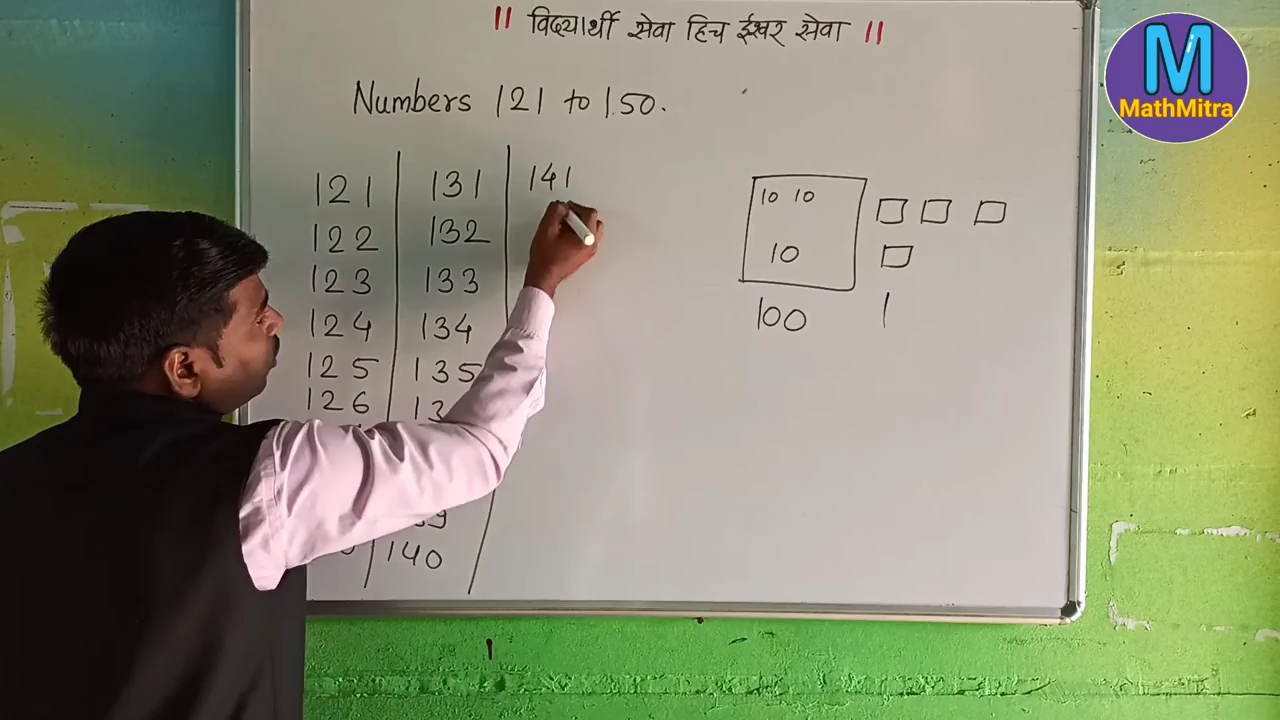 || विद्यार्थी सेवा हिच ईश्वर सेवा ||
M
MathMitra
Numbers 121 to 150.
121 131 141
122 132
123 133
124 134
125 135
126
140
10 10
10
100 1